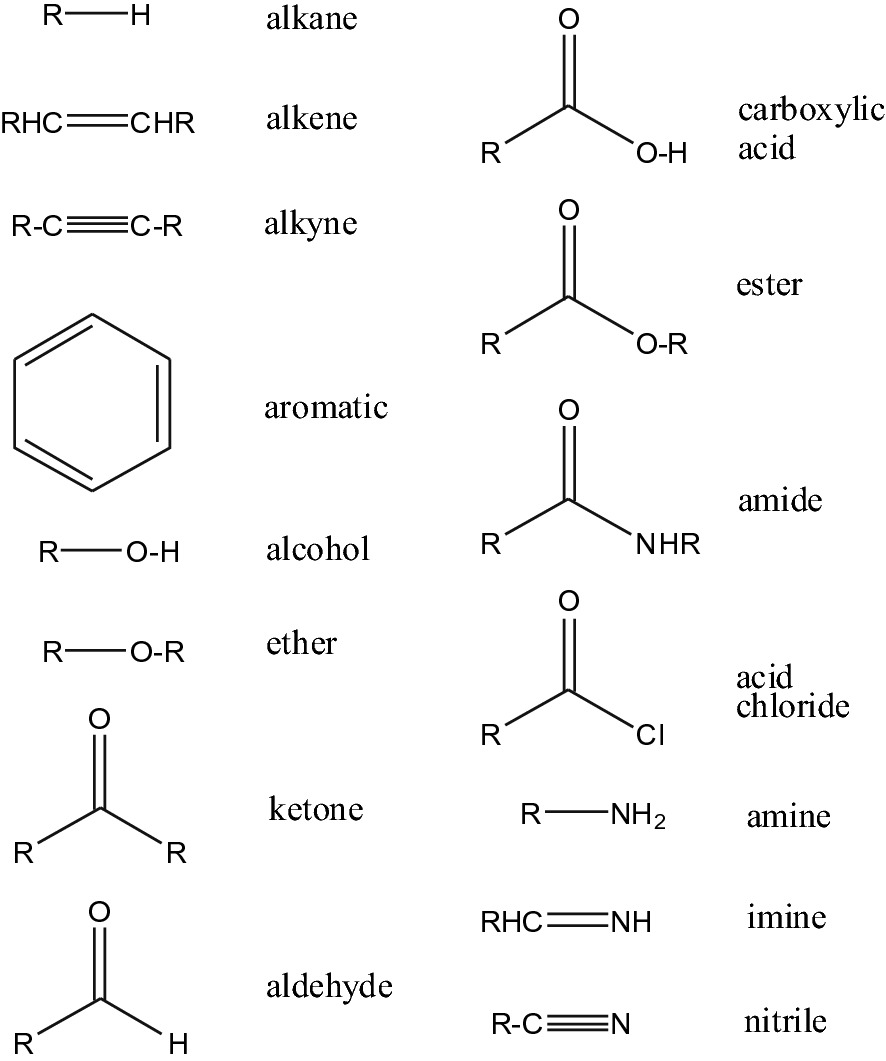 R—H alkane
RHC=CHR alkene
R-C≡C-R alkyne
aromatic
R—O-H alcohol
R—O-R ether
O
R R
ketone
O
R H
aldehyde
O
R O-H
carboxylic
acid
O
R O-R
ester
O
R NHR
amide
O
R Cl
acid
chloride
R—NH₂ amine
RHC=NH imine
R-C≡N nitrile